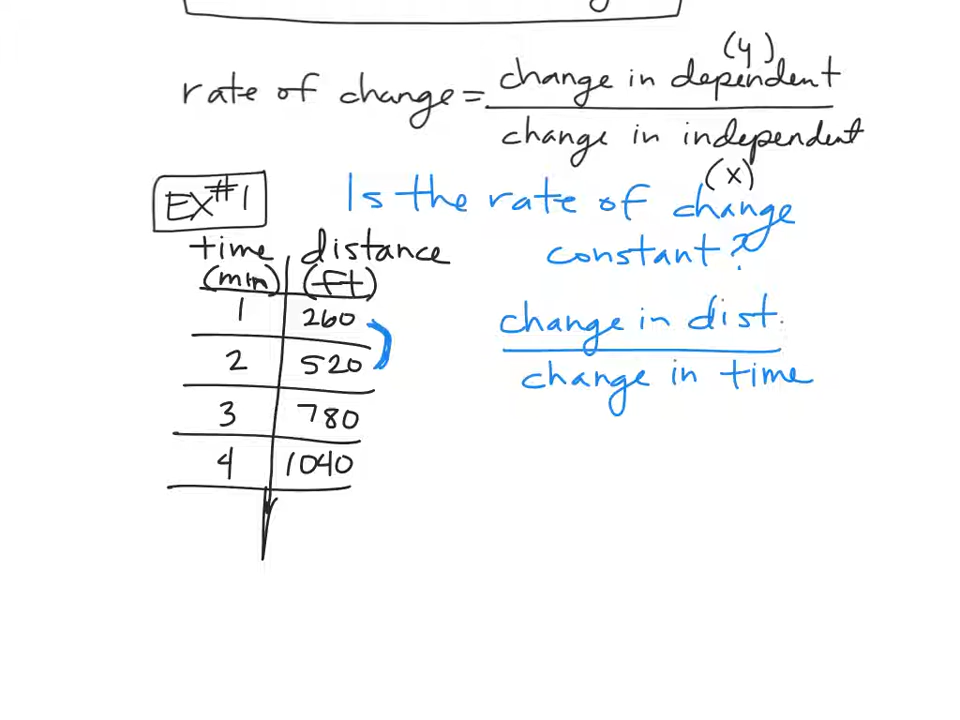 (y)
rate of change = change in dependent
change in independent
(x)
EX#1
Is the rate of change
constant?
time distance
(min) (ft)
1 260
2 520
3 780
4 1040
change in dist.
change in time